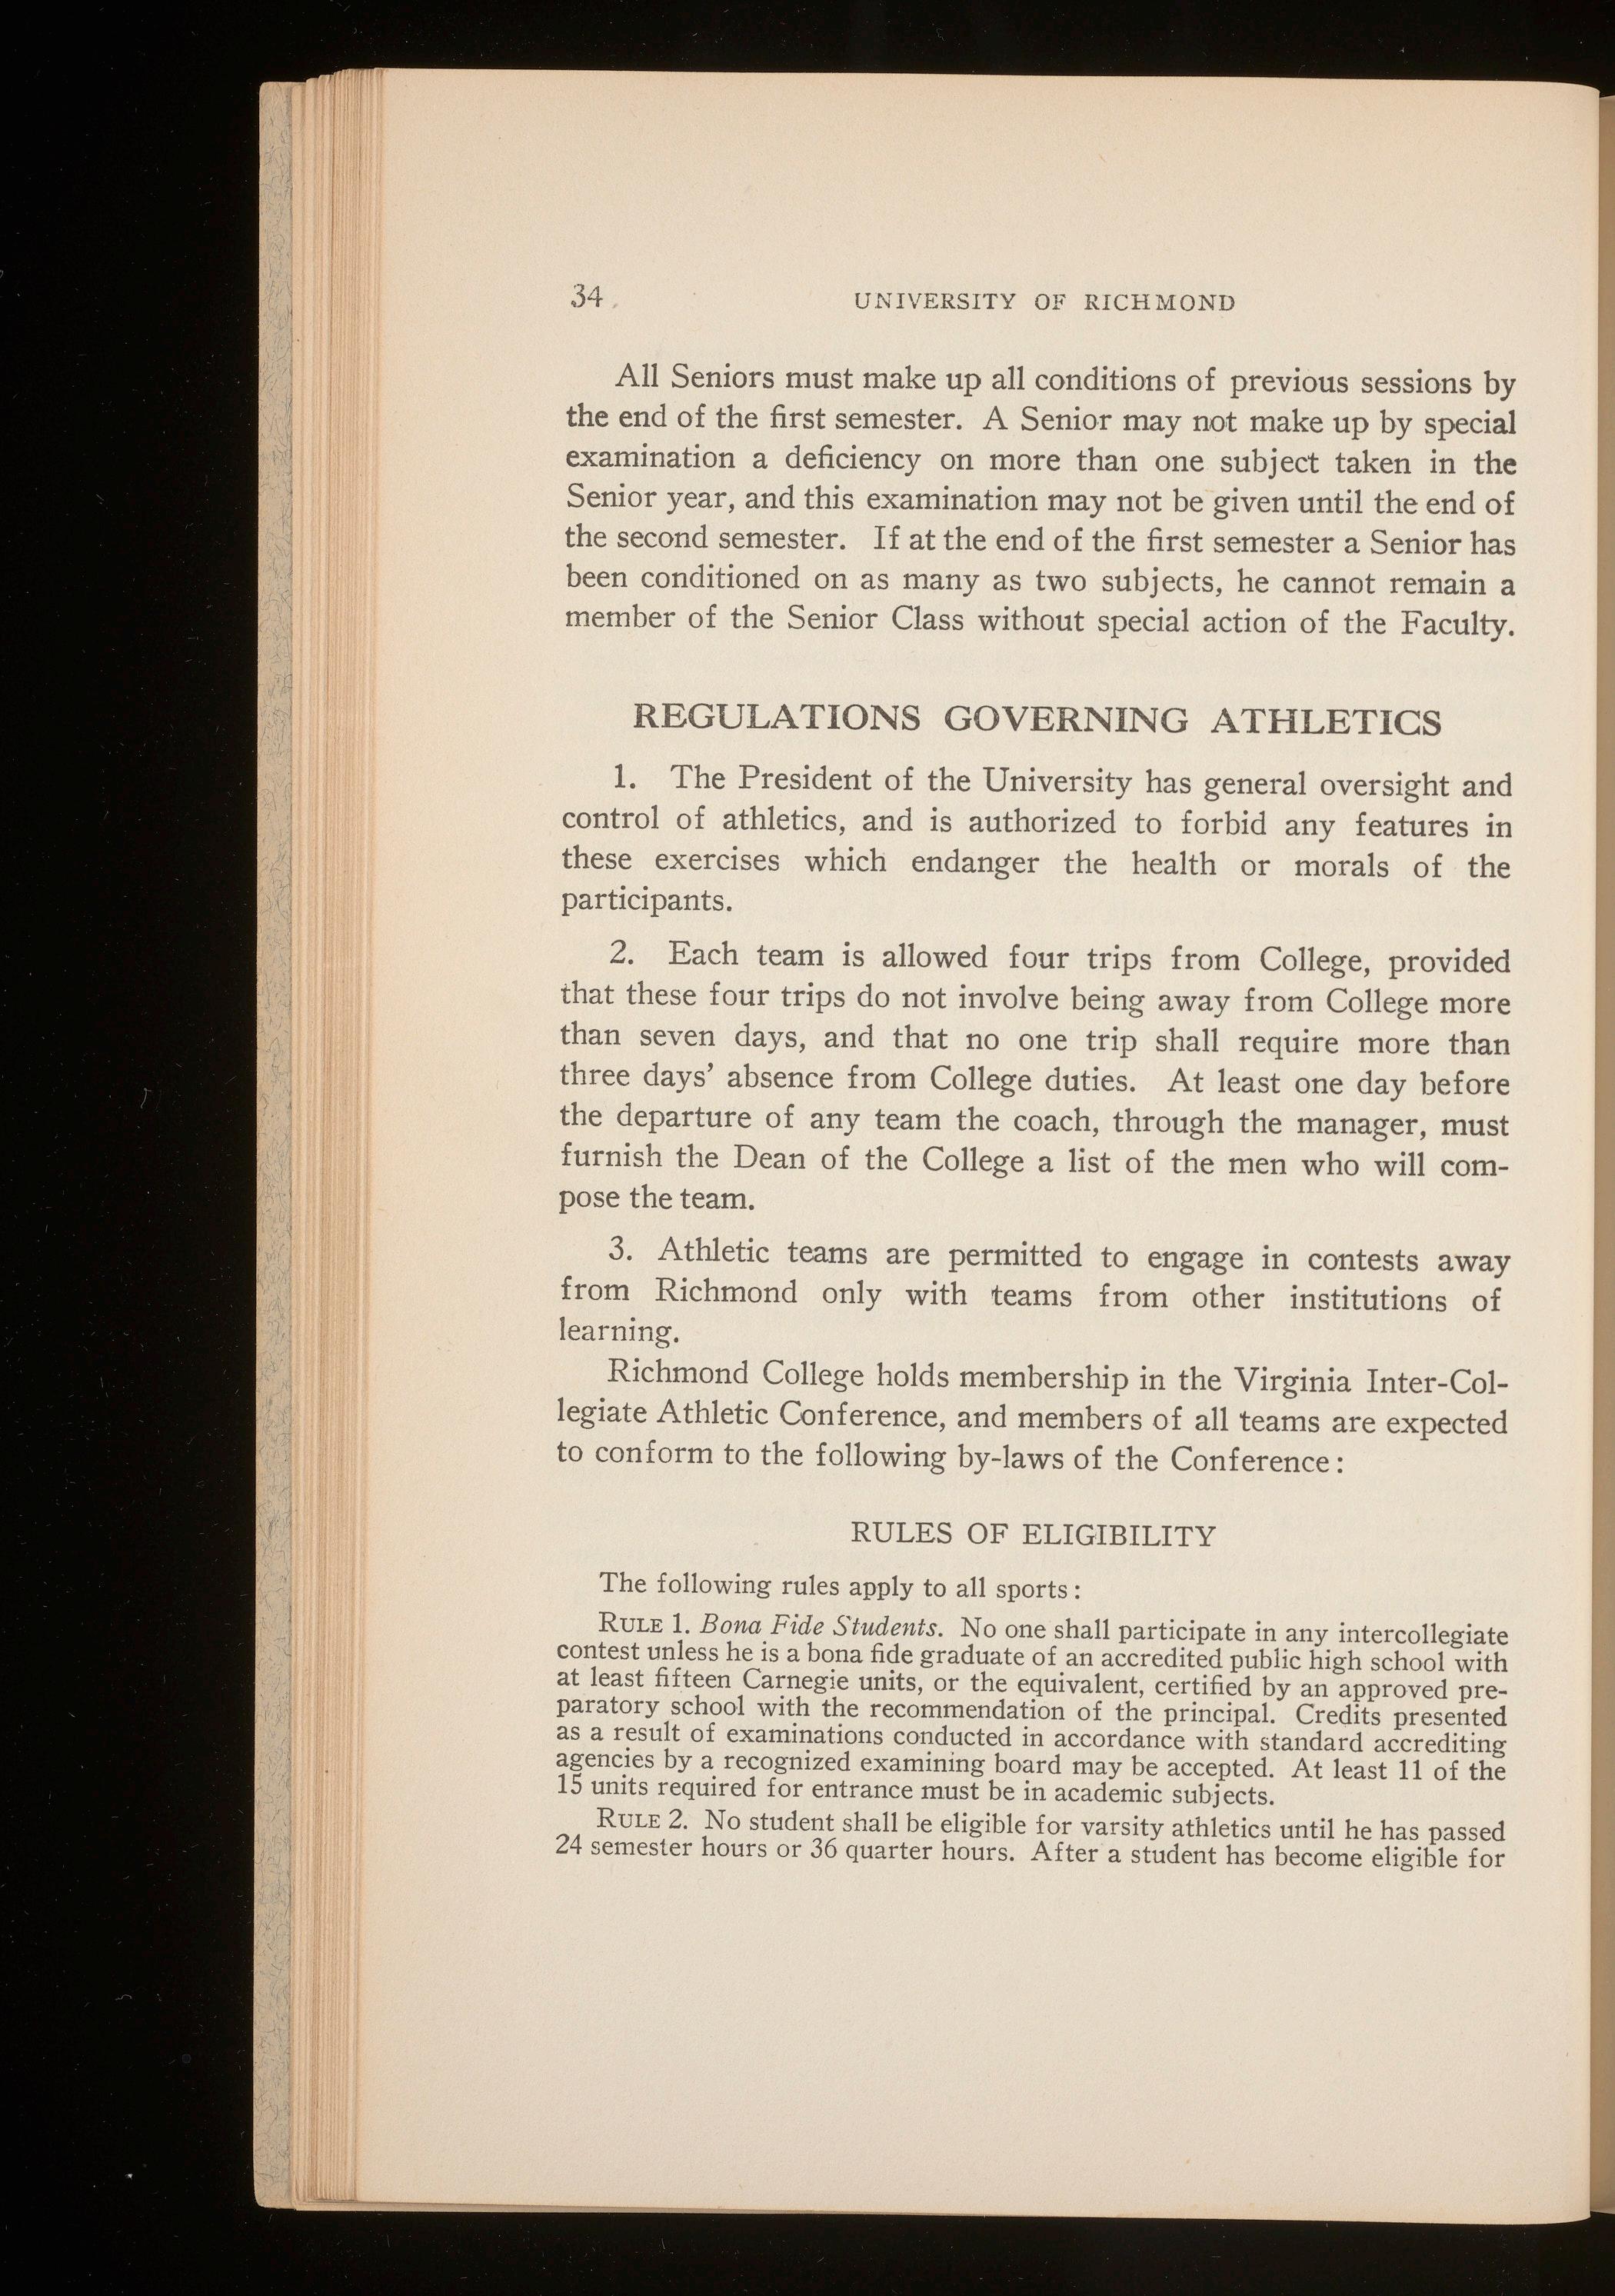 34
UNIVERSITY OF RICHMOND
All Seniors must make up all conditions of previous sessions by
the end of the first semester. A Senior may not make up by special
examination a deficiency on more than one subject taken in the
Senior year, and this examination may not be given until the end of
the second semester. If at the end of the first semester a Senior has
been conditioned on as many as two subjects, he cannot remain a
member of the Senior Class without special action of the Faculty.
REGULATIONS GOVERNING ATHLETICS
1. The President of the University has general oversight and
control of athletics, and is authorized to forbid any features in
these exercises which endanger the health or morals of the
participants.
2. Each team is allowed four trips from College, provided
that these four trips do not involve being away from College more
than seven days, and that no one trip shall require more than
three days' absence from College duties. At least one day before
the departure of any team the coach, through the manager, must
furnish the Dean of the College a list of the men who will com-
pose the team.
3. Athletic teams are permitted to engage in contests away
from Richmond only with teams from other institutions of
learning.
Richmond College holds membership in the Virginia Inter-Col-
legiate Athletic Conference, and members of all teams are expected
to conform to the following by-laws of the Conference:
RULES OF ELIGIBILITY
The following rules apply to all sports:
RULE 1. Bona Fide Students. No one shall participate in any intercollegiate
contest unless he is a bona fide graduate of an accredited public high school with
at least fifteen Carnegie units, or the equivalent, certified by an approved pre-
paratory school with the recommendation of the principal. Credits presented
as a result of examinations conducted in accordance with standard accrediting
agencies by a recognized examining board may be accepted. At least 11 of the
15 units required for entrance must be in academic subjects.
RULE 2. No student shall be eligible for varsity athletics until he has passed
24 semester hours or 36 quarter hours. After a student has become eligible for